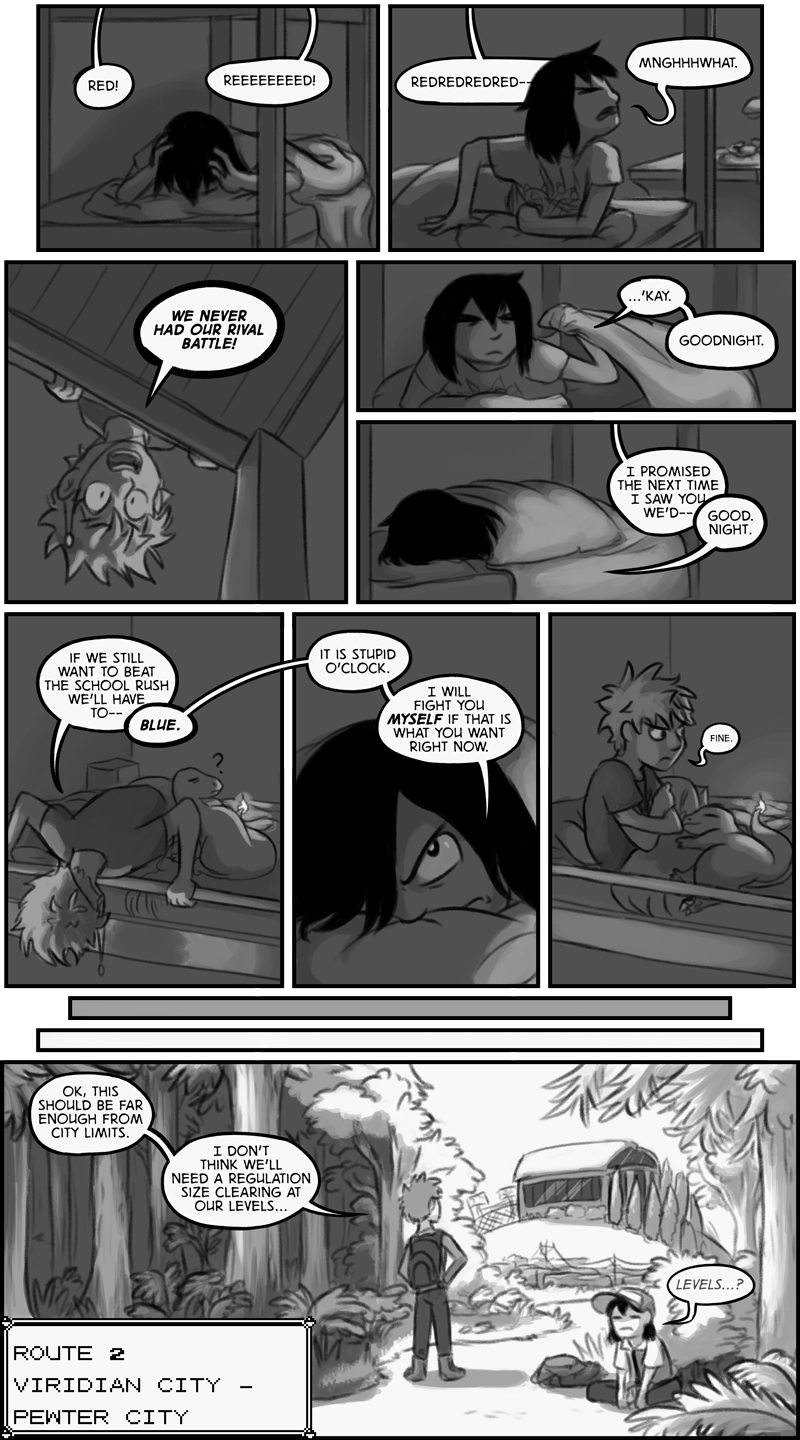 RED!
REEEEEEEED!
REDREDREDRED--
MNGHHHWHAT.
WE NEVER
HAD OUR RIVAL
BATTLE!
...'KAY.
GOODNIGHT.
I PROMISED
THE NEXT TIME
I SAW YOU
WE'D--
GOOD.
NIGHT.
IF WE STILL
WANT TO BEAT
THE SCHOOL RUSH
WE'LL HAVE
TO--
BLUE.
?
IT IS STUPID
O'CLOCK.
I WILL
FIGHT YOU
MYSELF IF THAT IS
WHAT YOU WANT
RIGHT NOW.
FINE.
OK, THIS
SHOULD BE FAR
ENOUGH FROM
CITY LIMITS.
I DON'T
THINK WE'LL
NEED A REGULATION
SIZE CLEARING AT
OUR LEVELS...
LEVELS...?
ROUTE 2
VIRIDIAN CITY -
PEWTER CITY